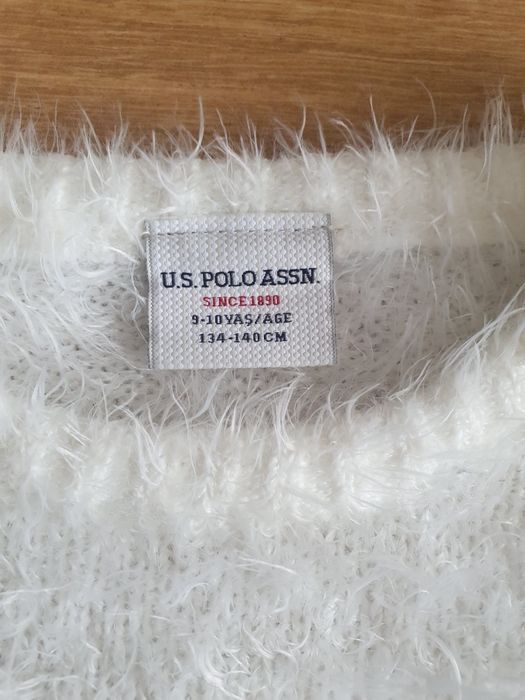 U.S. POLO ASSN.
SINCE 1890
9-10 YAŞ/AGE
134-140 CM